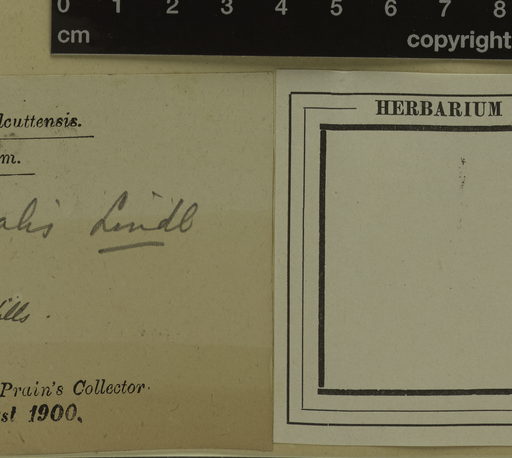 0 1 2 3 4 5 6 7 8
cm
copyright
lcuttensis.
m.
alis Lindl
ills.
Prain's Collector
st 1900.
HERBARIUM